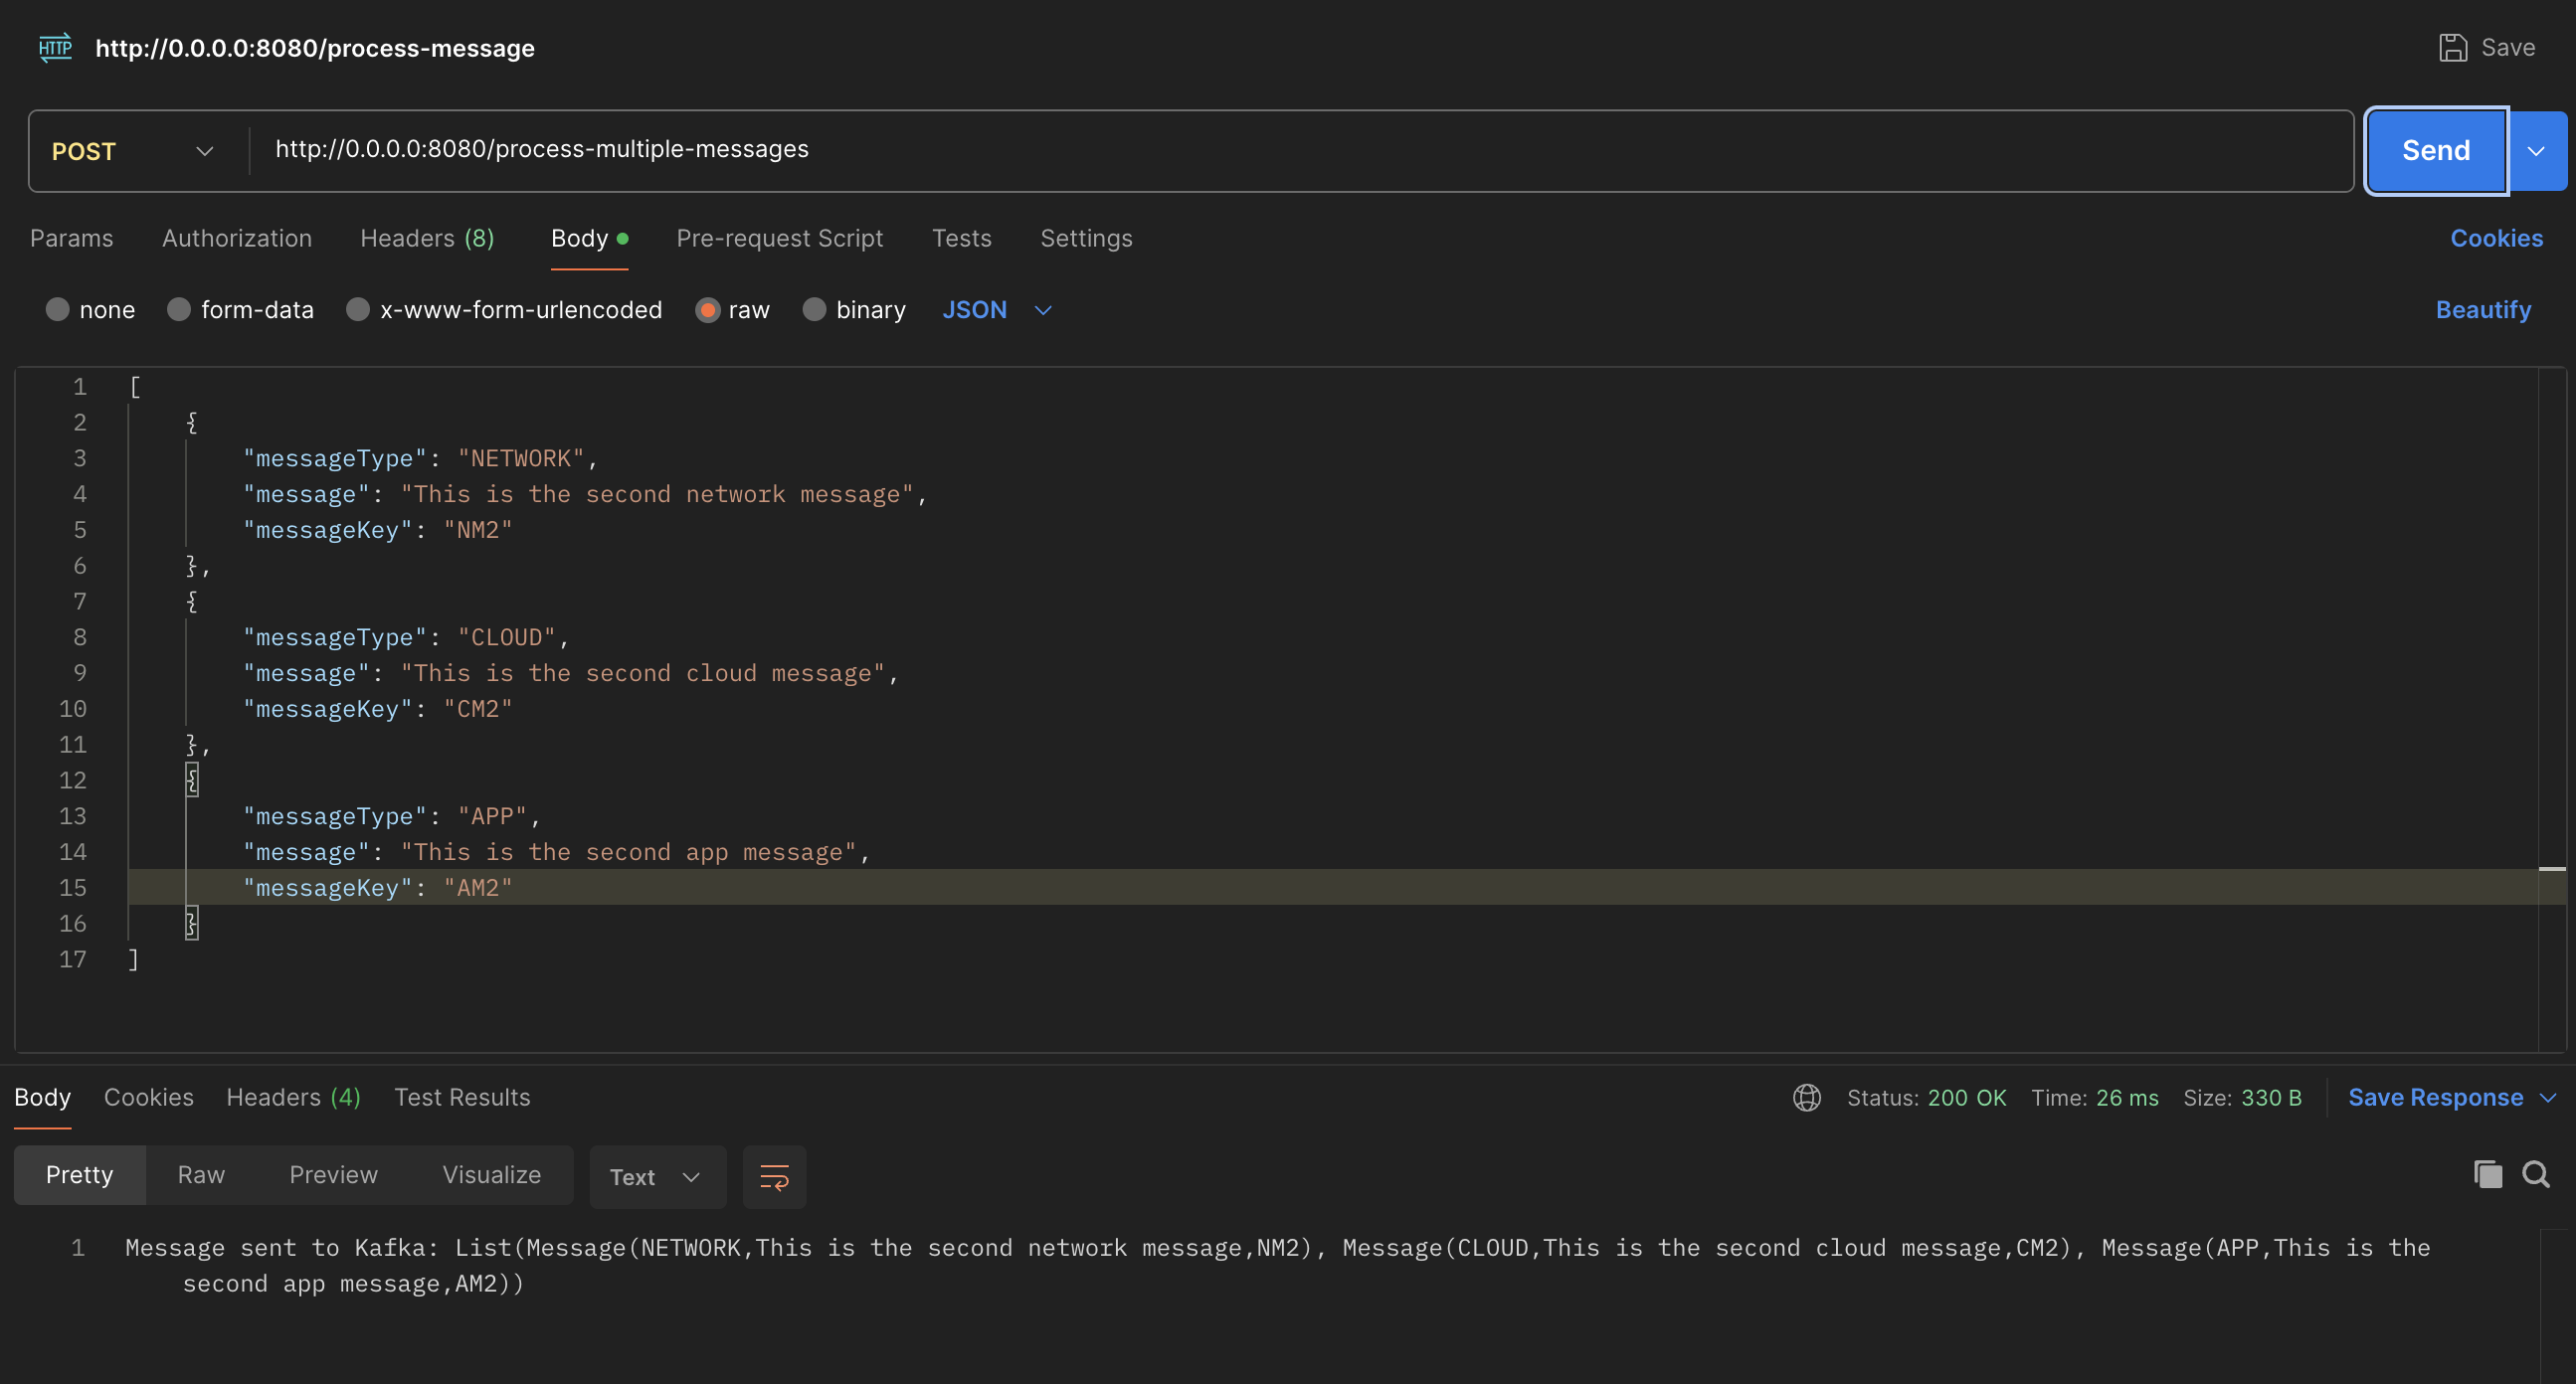 HTTP http://0.0.0.0:8080/process-message Save
POST http://0.0.0.0:8080/process-multiple-messages Send
Params Authorization Headers (8) Body Pre-request Script Tests Settings Cookies
none form-data x-www-form-urlencoded raw binary JSON Beautify
1 [
2 {
3 "messageType": "NETWORK",
4 "message": "This is the second network message",
5 "messageKey": "NM2"
6 },
7 {
8 "messageType": "CLOUD",
9 "message": "This is the second cloud message",
10 "messageKey": "CM2"
11 },
12 {
13 "messageType": "APP",
14 "message": "This is the second app message",
15 "messageKey": "AM2"
16 }
17 ]
Body Cookies Headers (4) Test Results Status: 200 OK Time: 26 ms Size: 330 B Save Response
Pretty Raw Preview Visualize Text
1 Message sent to Kafka: List(Message(NETWORK,This is the second network message,NM2), Message(CLOUD,This is the second cloud message,CM2), Message(APP,This is the
second app message,AM2))